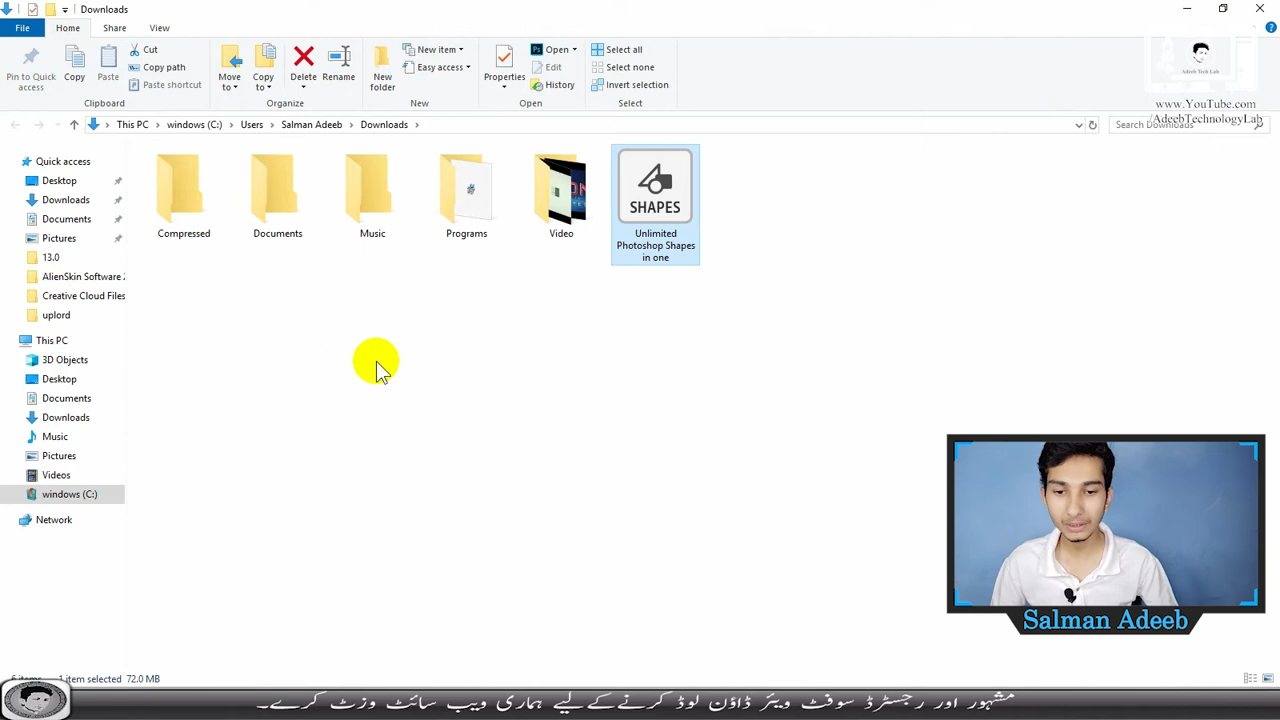 Downloads
File
Home
Share
View
Pin to Quick access
Copy
Paste
Cut
Copy path
Paste shortcut
Clipboard
Move to
Copy to
Delete
Rename
Organize
New folder
New item
Easy access
New
Properties
Open
Edit
History
Open
Select all
Select none
Invert selection
Select
Adeeb Tech Lab
www.YouTube.com
/AdeebTechnologyLab
This PC
windows (C:)
Users
Salman Adeeb
Downloads
Search Downloads
Quick access
Desktop
Downloads
Documents
Pictures
13.0
AlienSkin Software
Creative Cloud Files
uplord
This PC
3D Objects
Desktop
Documents
Downloads
Music
Pictures
Videos
windows (C:)
Network
Compressed
Documents
Music
Programs
Video
SHAPES
Unlimited
Photoshop Shapes
in one
Salman Adeeb
6 items
1 item selected
72.0 MB
مشہور اور رجسٹرڈ سوفٹ ویئر ڈاؤن لوڈ کرنے کے لیے ہماری ویب سائٹ وزٹ کرے۔